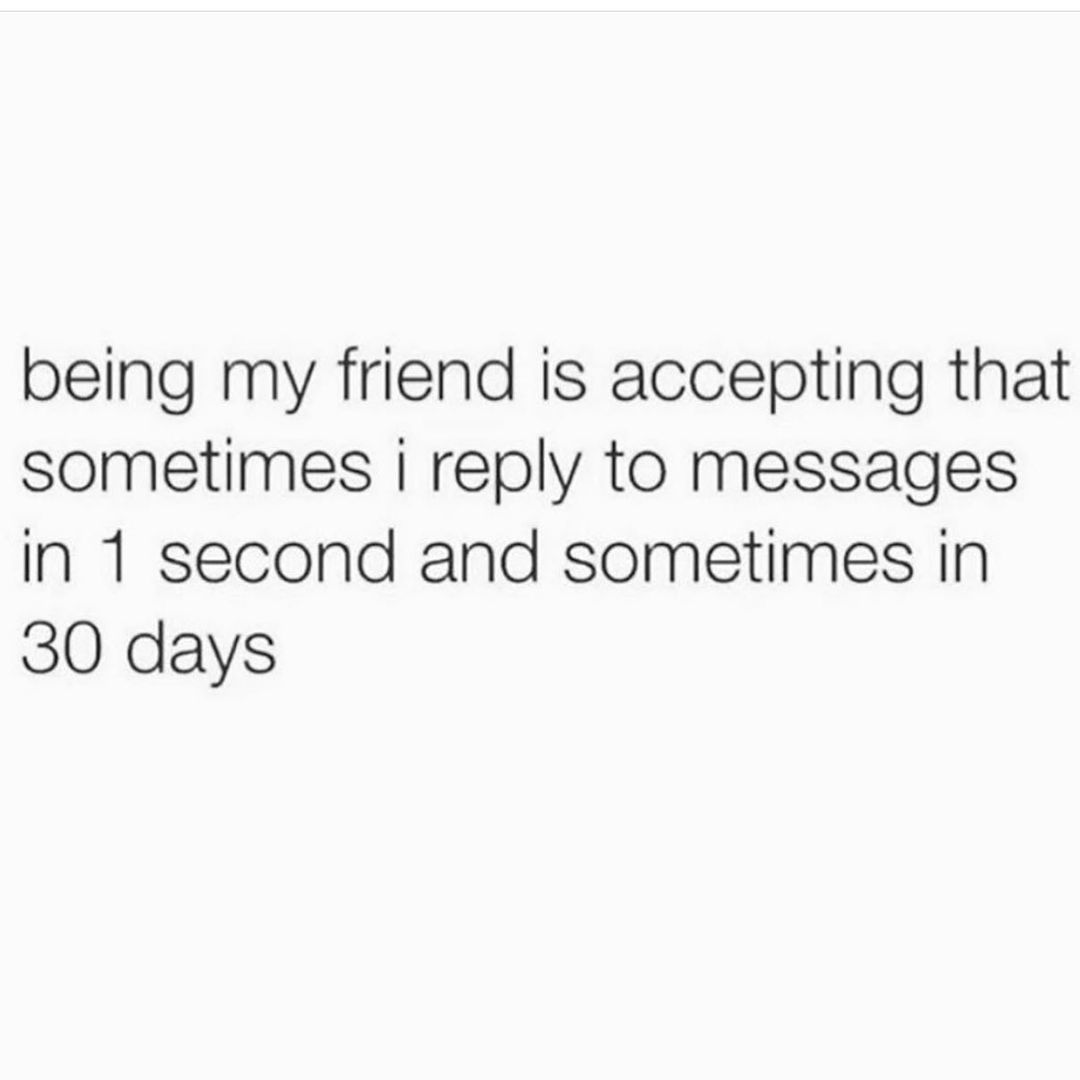 being my friend is accepting that
sometimes i reply to messages
in 1 second and sometimes in
30 days